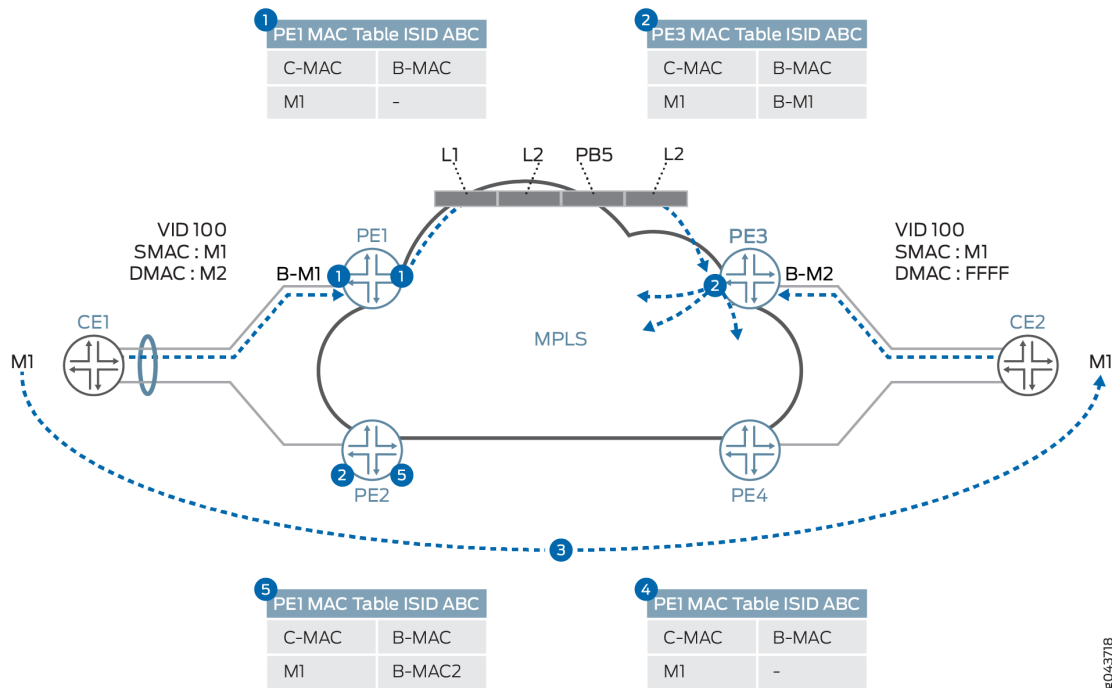 1
PE1 MAC Table ISID ABC
C-MAC B-MAC
M1 -
2
PE3 MAC Table ISID ABC
C-MAC B-MAC
M1 B-M1
L1 L2 PB5 L2
VID 100
SMAC : M1
DMAC : M2
PE1
B-M1
1 1
PE3
B-M2
2
VID 100
SMAC : M1
DMAC : FFFF
CE1
M1
MPLS
CE2
M1
2 5
PE2
PE4
3
5
PE1 MAC Table ISID ABC
C-MAC B-MAC
M1 B-MAC2
4
PE1 MAC Table ISID ABC
C-MAC B-MAC
M1 -
g043718